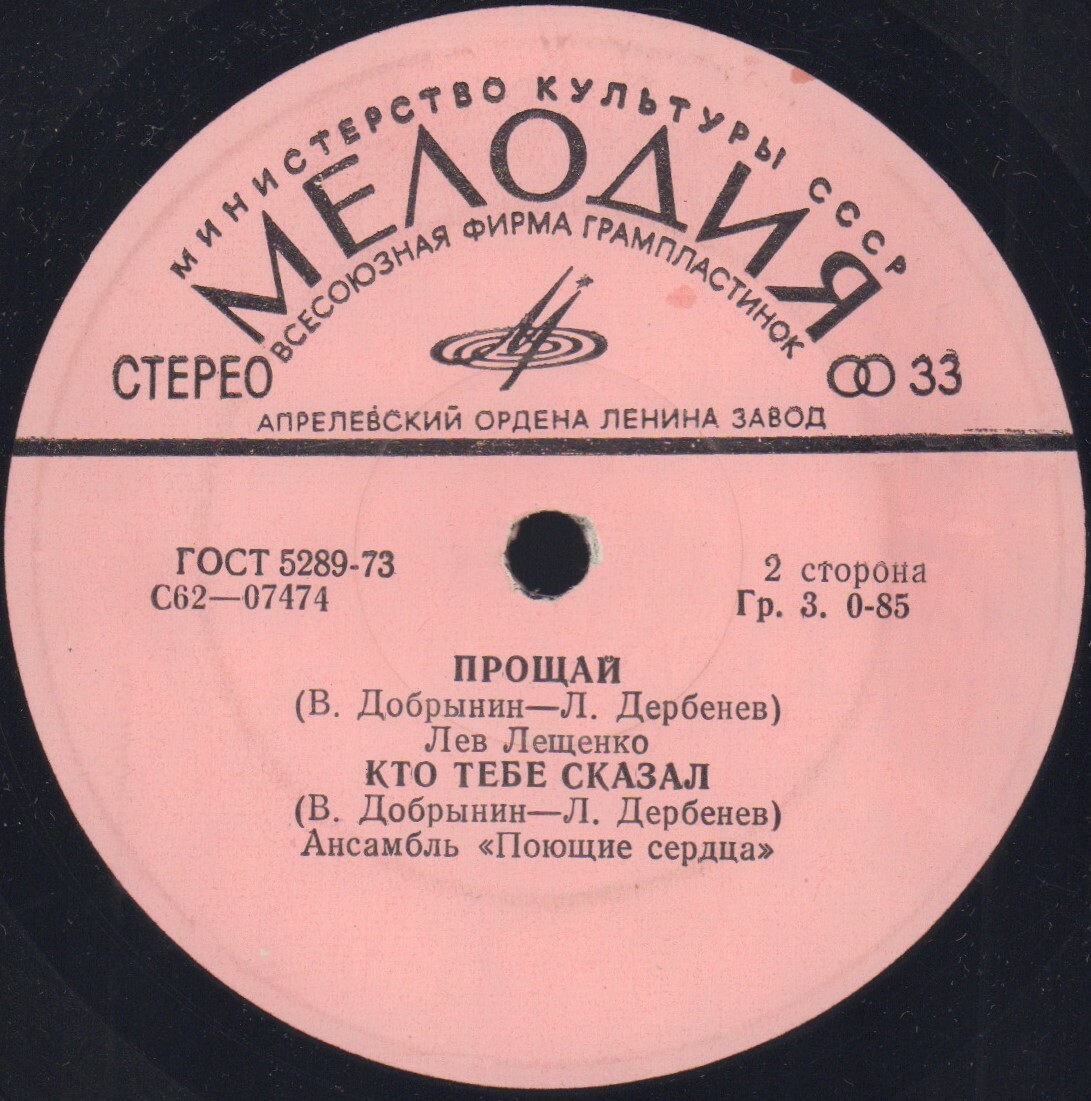 МИНИСТЕРСТВО КУЛЬТУРЫ СССР
МЕЛОДИЯ
ВСЕСОЮЗНАЯ ФИРМА ГРАМПЛАСТИНОК
СТЕРЕО
33
АПРЕЛЕВСКИЙ ОРДЕНА ЛЕНИНА ЗАВОД
ГОСТ 5289-73
С62—07474
2 сторона
Гр. 3. 0-85
ПРОЩАЙ
(В. Добрынин—Л. Дербенев)
Лев Лещенко
КТО ТЕБЕ СКАЗАЛ
(В. Добрынин—Л. Дербенев)
Ансамбль «Поющие сердца»